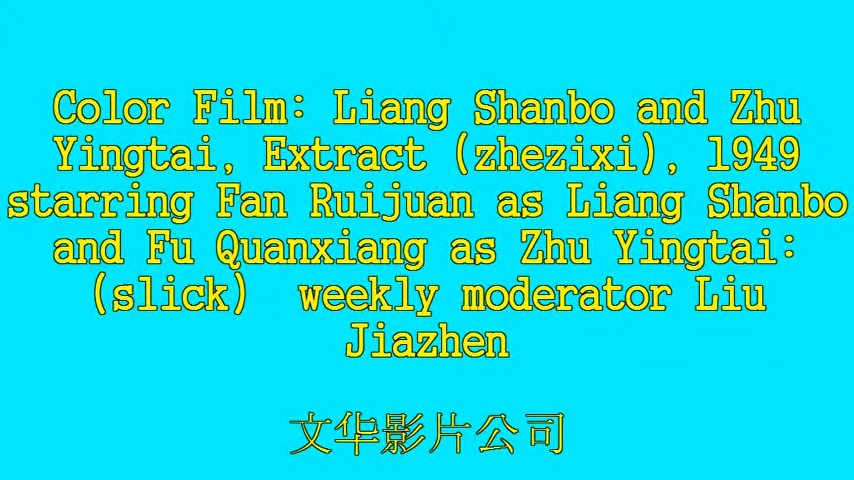 Color Film: Liang Shanbo and Zhu
Yingtai, Extract (zhezixi), 1949
starring Fan Ruijuan as Liang Shanbo
and Fu Quanxiang as Zhu Yingtai:
(slick)  weekly moderator Liu
Jiazhen
文华影片公司